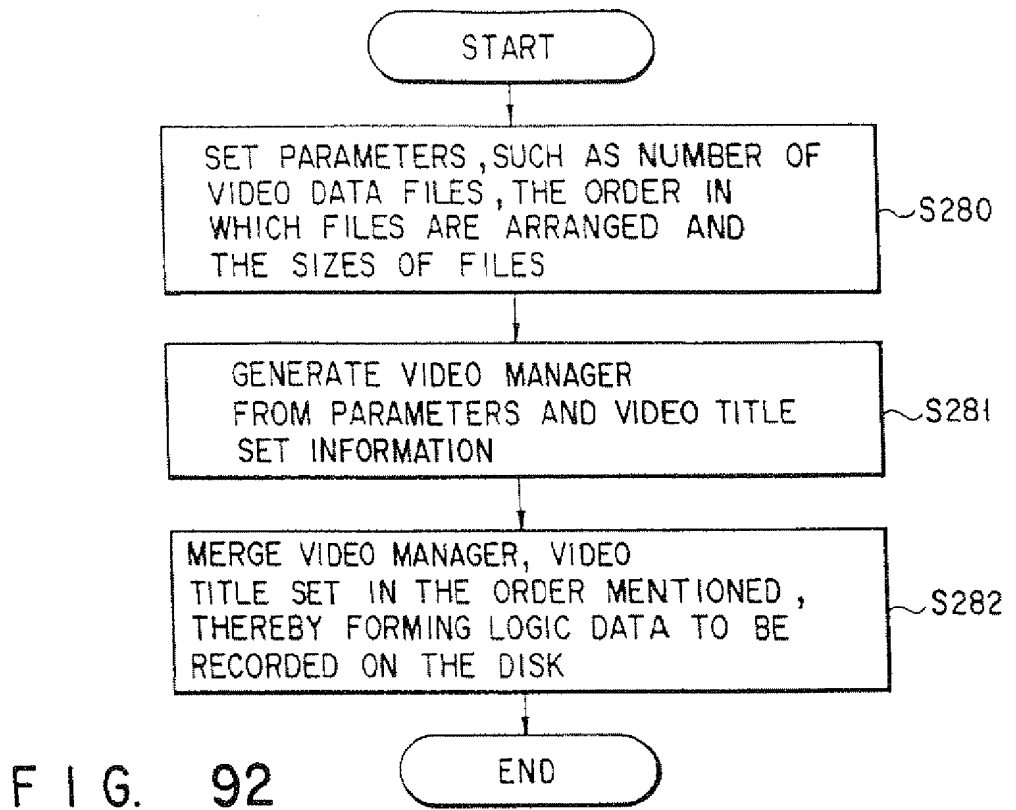 START
SET PARAMETERS, SUCH AS NUMBER OF
VIDEO DATA FILES, THE ORDER IN
WHICH FILES ARE ARRANGED AND
THE SIZES OF FILES
S280
GENERATE VIDEO MANAGER
FROM PARAMETERS AND VIDEO TITLE
SET INFORMATION
S281
MERGE VIDEO MANAGER, VIDEO
TITLE SET IN THE ORDER MENTIONED,
THEREBY FORMING LOGIC DATA TO BE
RECORDED ON THE DISK
S282
END
FIG. 92